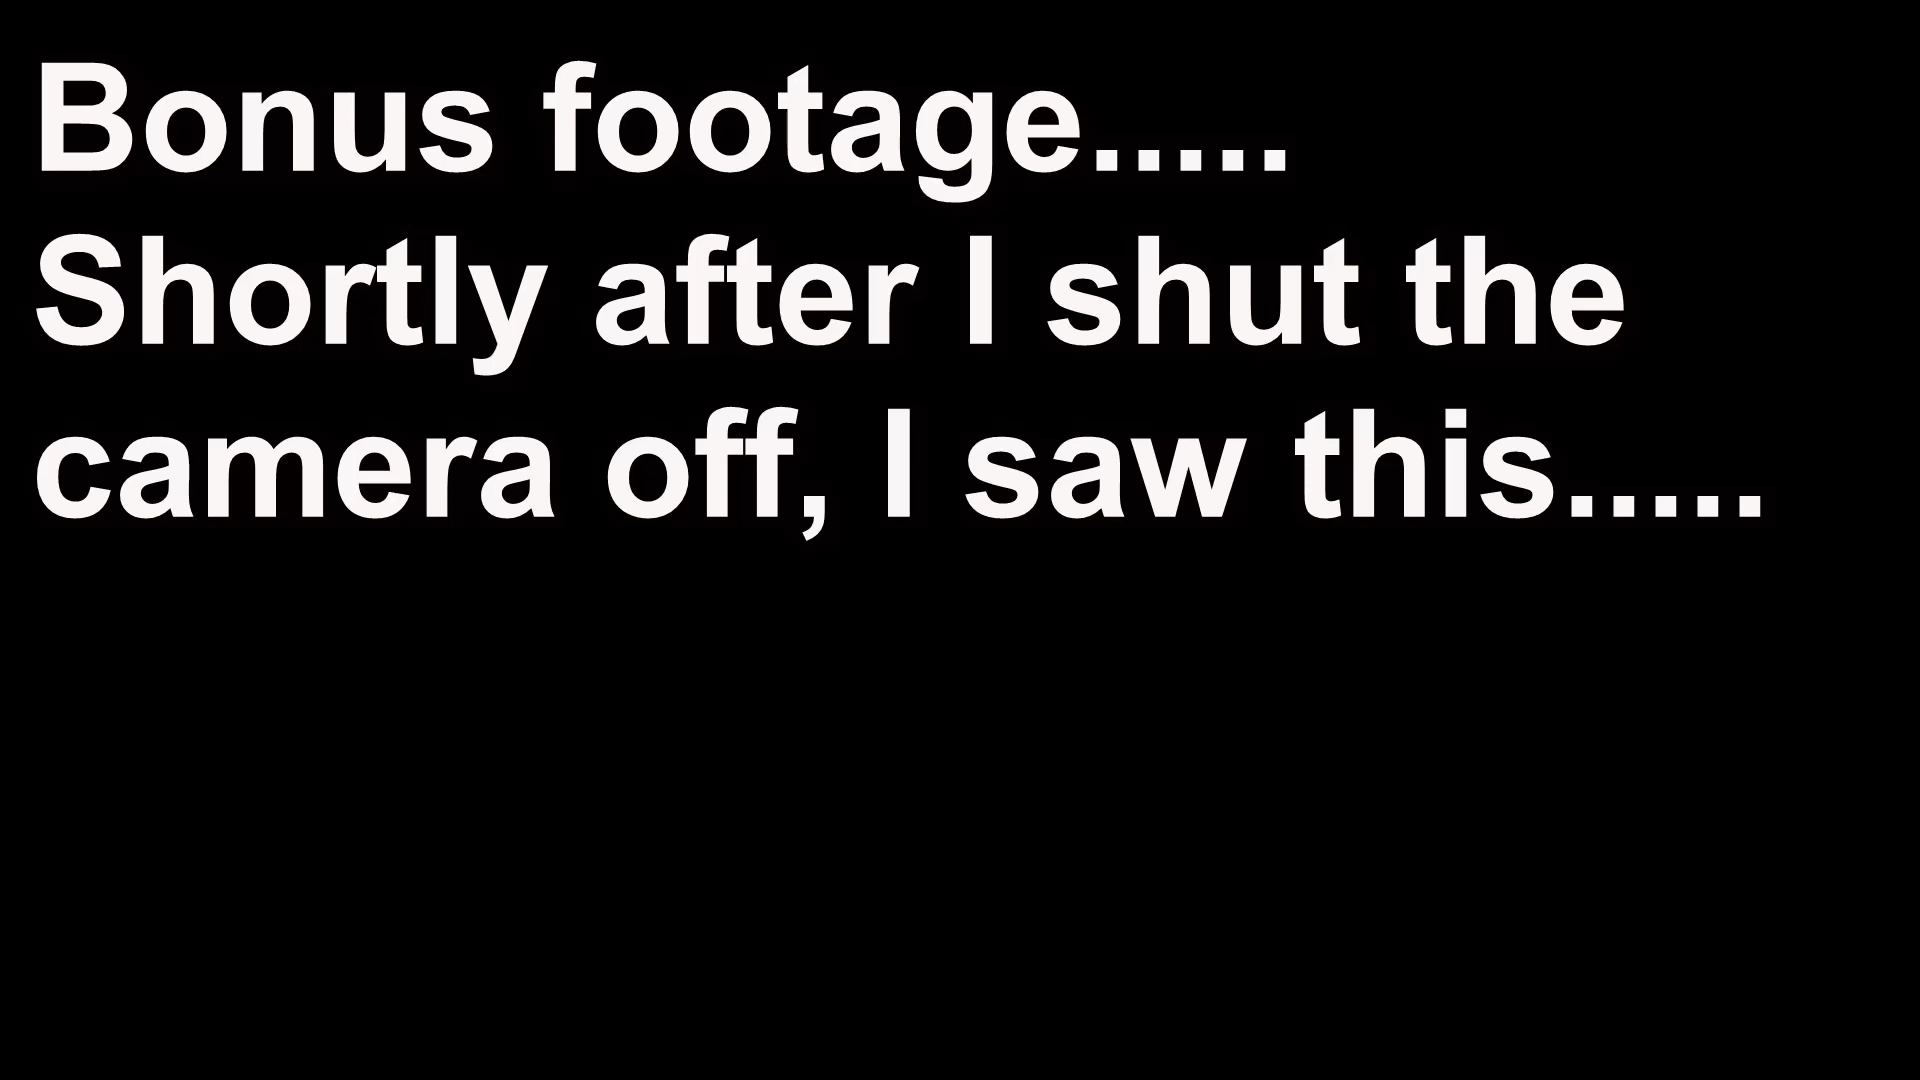 Bonus footage.....
Shortly after I shut the
camera off, I saw this.....